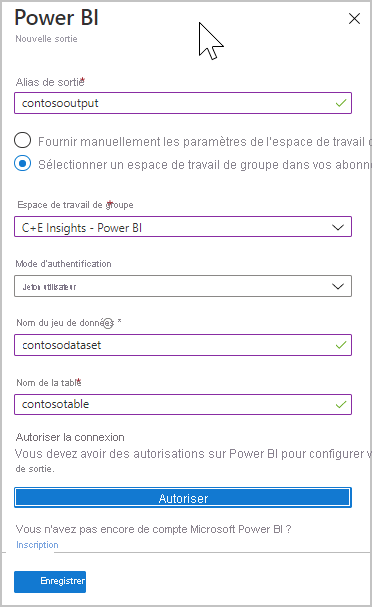 Power BI
Nouvelle sortie
Alias de sortie*
contosooutput
Fournir manuellement les paramètres de l'espace de travail d
Sélectionner un espace de travail de groupe dans vos abonn
Espace de travail de groupe*
C+E Insights - Power BI
Mode d'authentification
Jeton utilisateur
Nom du jeu de données *
contosodataset
Nom de la table*
contosotable
Autoriser la connexion
Vous devez avoir des autorisations sur Power BI pour configurer v
de sortie.
Autoriser
Vous n'avez pas encore de compte Microsoft Power BI ?
Inscription
Enregistrer